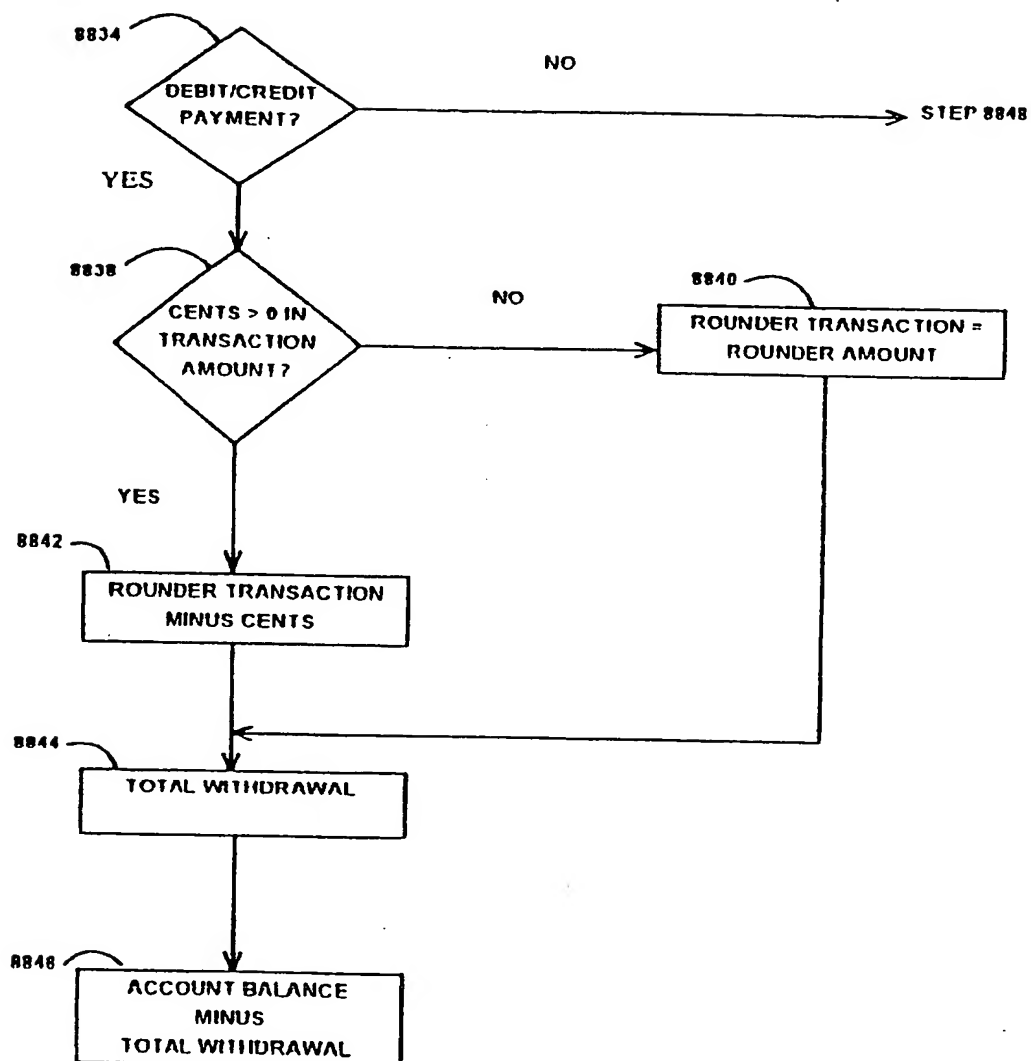 8834
DEBIT/CREDIT
PAYMENT?
NO
STEP 8848
YES
8838
CENTS > 0 IN
TRANSACTION
AMOUNT?
NO
8840
ROUNDER TRANSACTION =
ROUNDER AMOUNT
YES
8842
ROUNDER TRANSACTION
MINUS CENTS
8844
TOTAL WITHDRAWAL
8846
ACCOUNT BALANCE
MINUS
TOTAL WITHDRAWAL